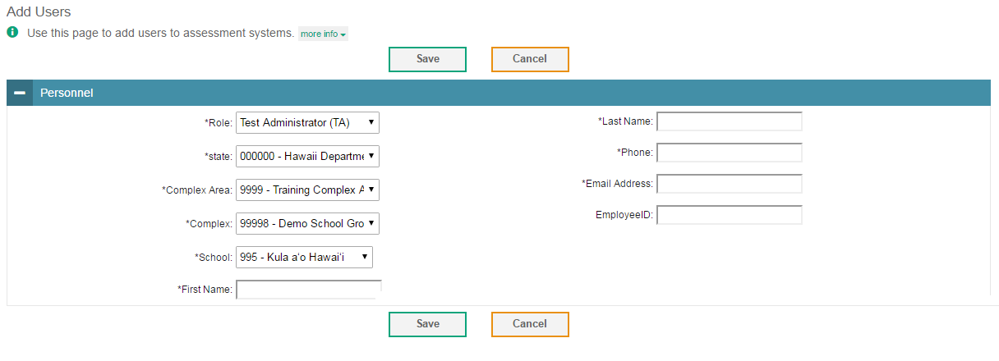 Add Users
Use this page to add users to assessment systems. more info
Save Cancel
Personnel
*Role: Test Administrator (TA)
*state: 000000 - Hawaii Departme
*Complex Area: 9999 - Training Complex A
*Complex: 99998 - Demo School Gro
*School: 995 - Kula aʻo Hawaiʻi
*First Name:
*Last Name:
*Phone:
*Email Address:
EmployeeID:
Save Cancel